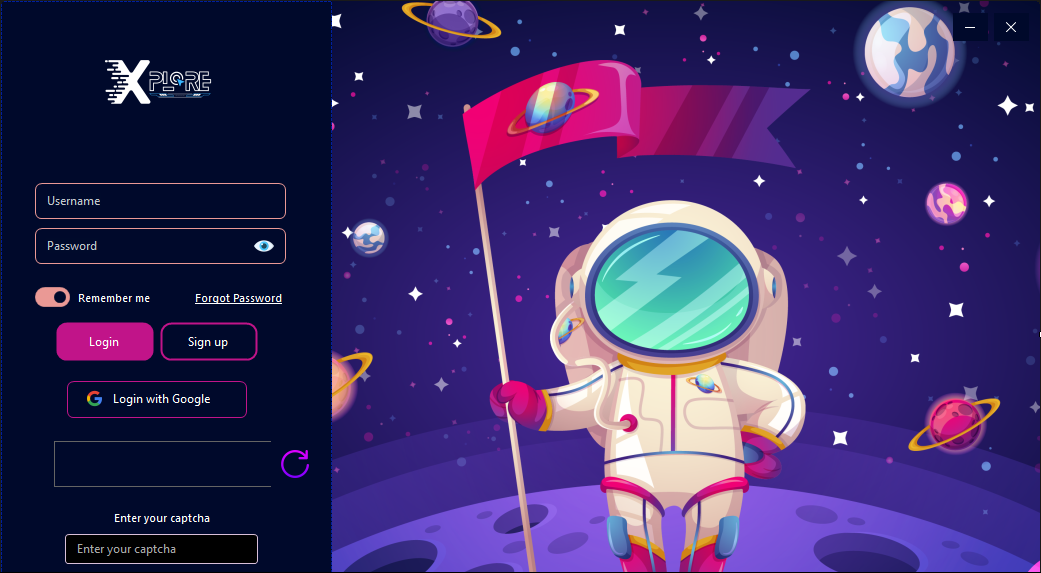 XPLORE
Username
Password
Remember me
Forgot Password
Login
Sign up
Login with Google
Enter your captcha
Enter your captcha